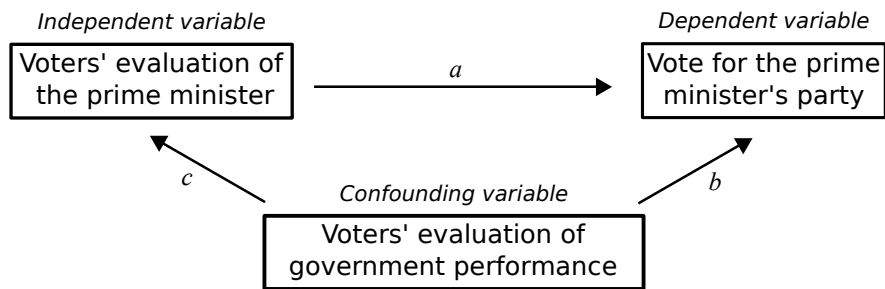 Independent variable
Voters' evaluation of
the prime minister
a
Dependent variable
Vote for the prime
minister's party
c
b
Confounding variable
Voters' evaluation of
government performance